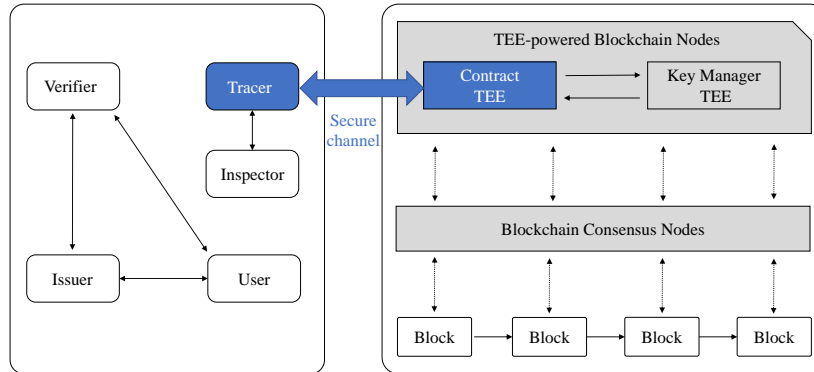 Verifier
Tracer
Inspector
Issuer
User
Secure
channel
TEE-powered Blockchain Nodes
Contract
TEE
Key Manager
TEE
Blockchain Consensus Nodes
Block
Block
Block
Block